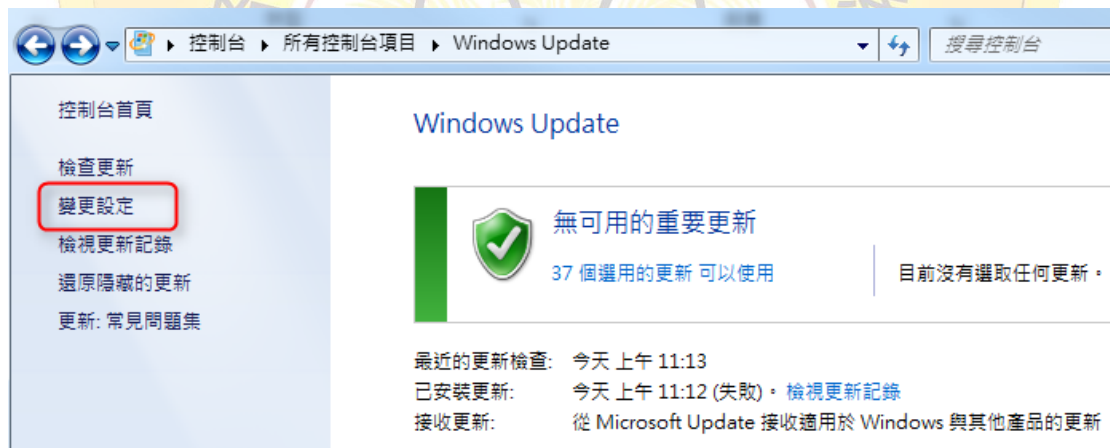 控制台 ▸ 所有控制台項目 ▸ Windows Update
搜尋控制台
控制台首頁
檢查更新
變更設定
檢視更新記錄
還原隱藏的更新
更新: 常見問題集
Windows Update
無可用的重要更新
37 個選用的更新 可以使用
目前沒有選取任何更新。
最近的更新檢查: 今天 上午 11:13
已安裝更新: 今天 上午 11:12 (失敗)。檢視更新記錄
接收更新: 從 Microsoft Update 接收適用於 Windows 與其他產品的更新